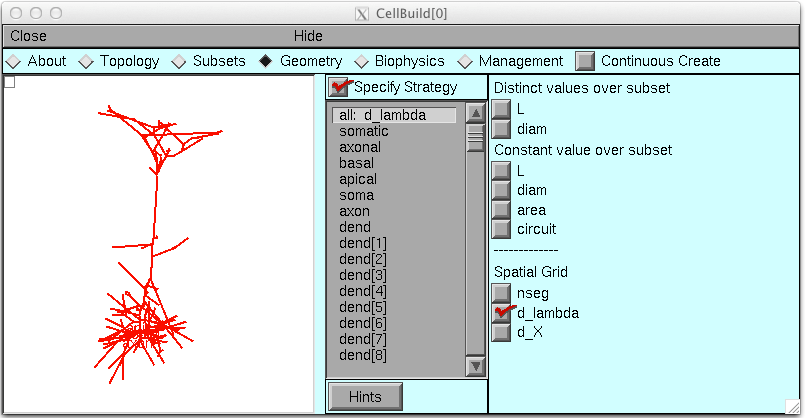 CellBuild[0]
Close Hide
About Topology Subsets Geometry Biophysics Management Continuous Create
Specify Strategy
all: d_lambda
somatic
axonal
basal
apical
soma
axon
dend
dend[1]
dend[2]
dend[3]
dend[4]
dend[5]
dend[6]
dend[7]
dend[8]
Hints
Distinct values over subset
L
diam
Constant value over subset
L
diam
area
circuit
-------------
Spatial Grid
nseg
d_lambda
d_X